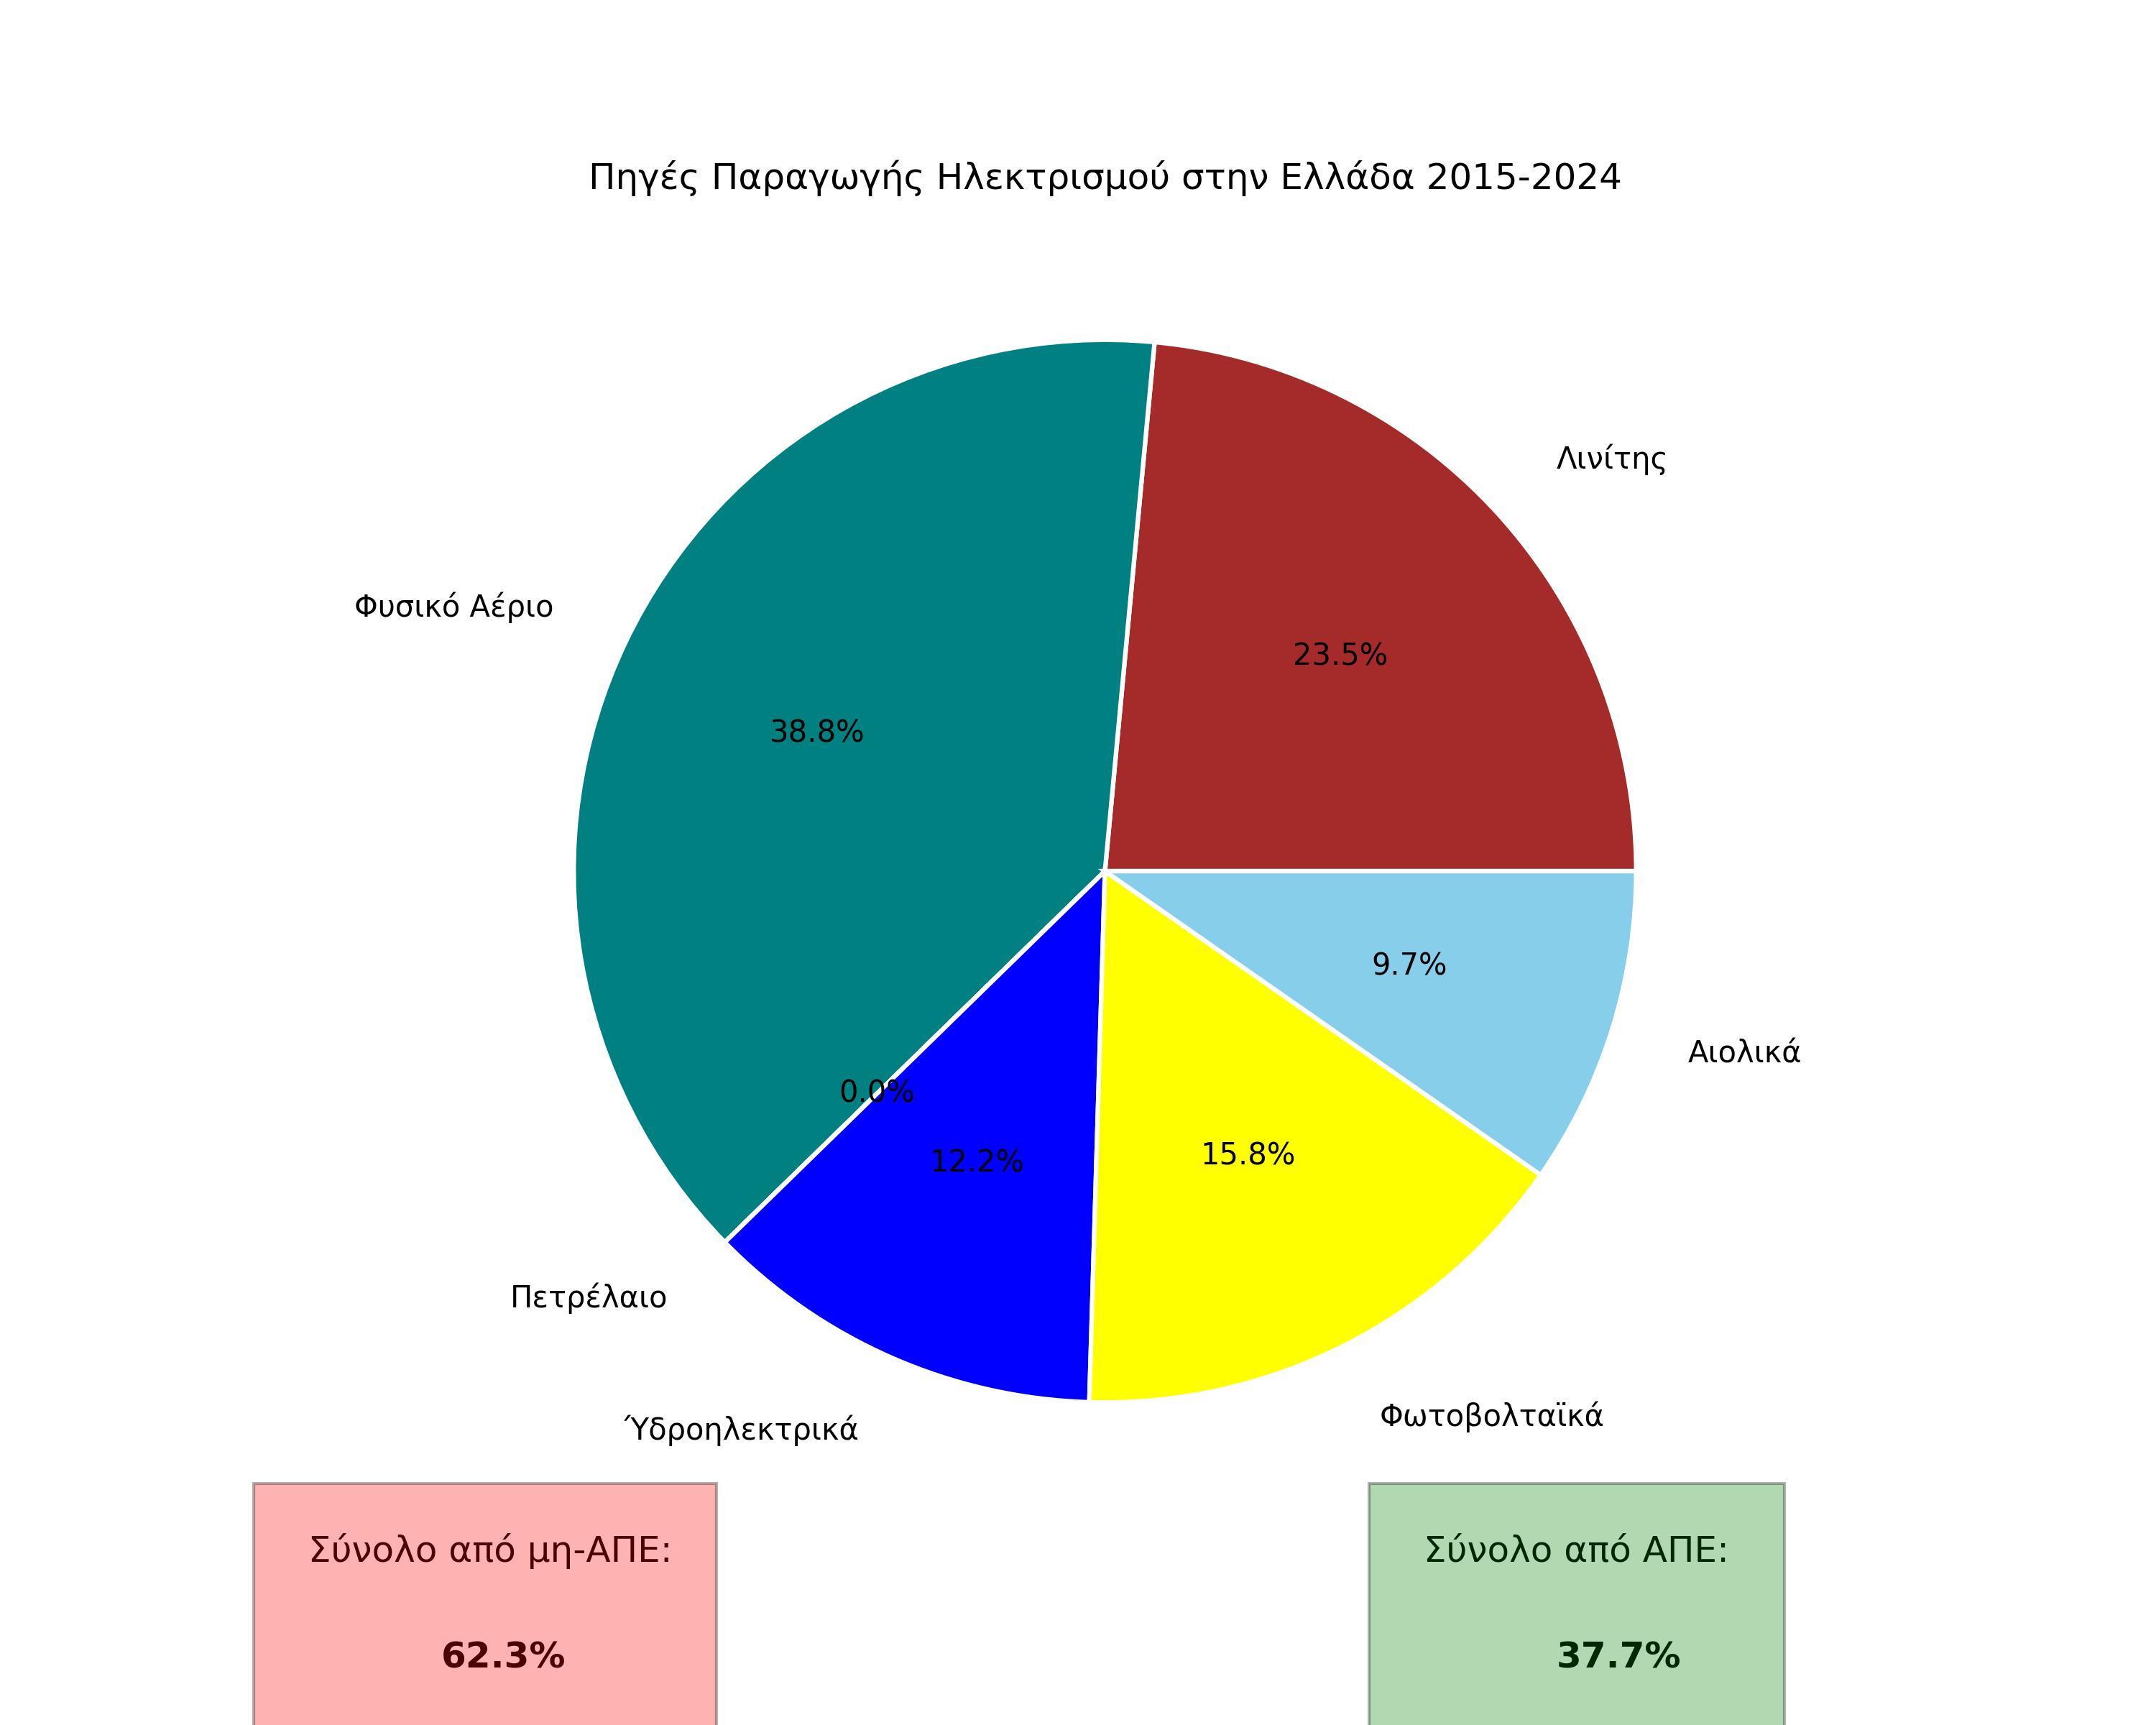 Πηγές Παραγωγής Ηλεκτρισμού στην Ελλάδα 2015-2024
Λινίτης
23.5%
Φυσικό Αέριο
38.8%
Πετρέλαιο
0.0%
Ύδροηλεκτρικά
12.2%
Φωτοβολταϊκά
15.8%
Αιολικά
9.7%
Σύνολο από μη-ΑΠΕ:
62.3%
Σύνολο από ΑΠΕ:
37.7%